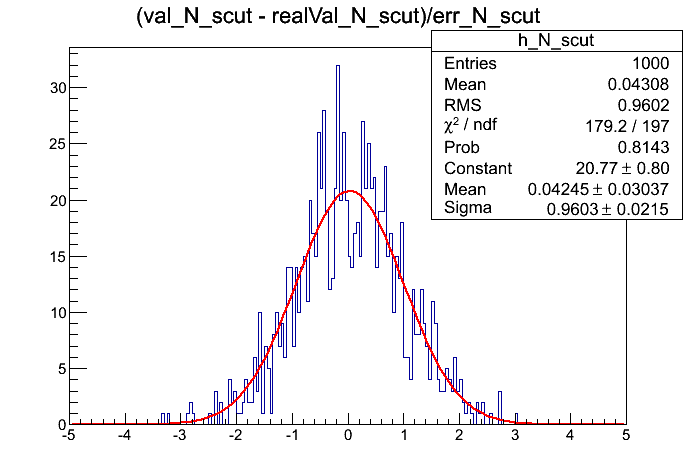 (val_N_scut - realVal_N_scut)/err_N_scut
h_N_scut
Entries 1000
Mean 0.04308
RMS 0.9602
χ² / ndf 179.2 / 197
Prob 0.8143
Constant 20.77 ± 0.80
Mean 0.04245 ± 0.03037
Sigma 0.9603 ± 0.0215
30
25
20
15
10
5
0
-5 -4 -3 -2 -1 0 1 2 3 4 5